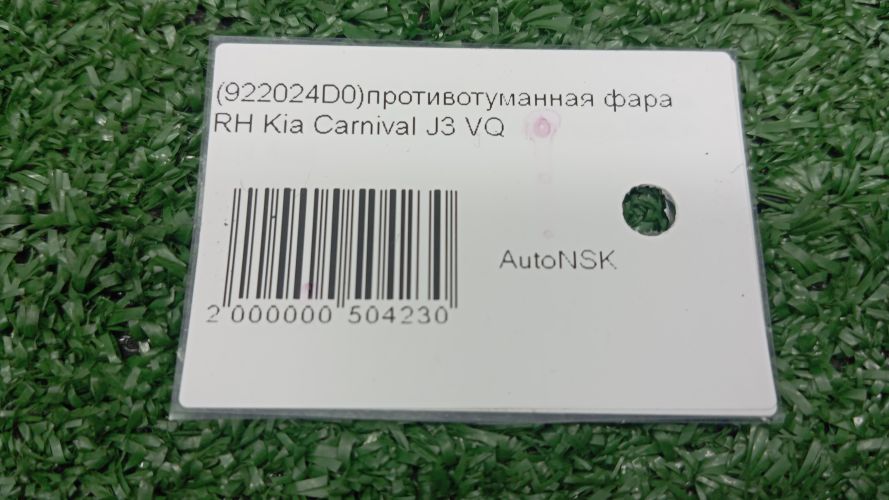 (922024D0)противотуманная фара
RH Kia Carnival J3 VQ
AutoNSK
2 000000 504230